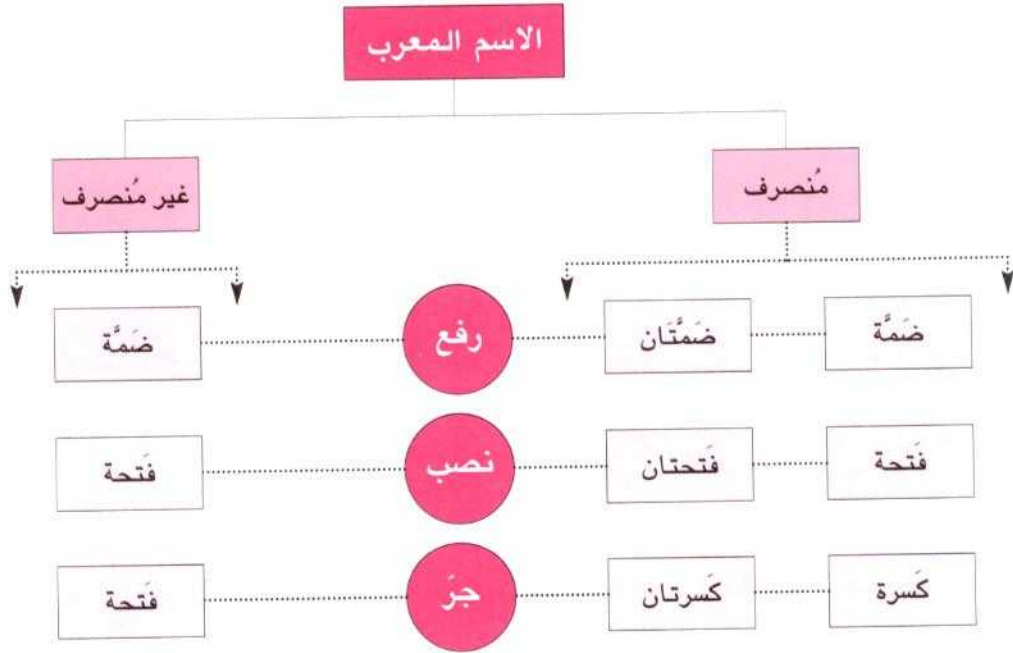 الاسم المعرب
مُنصرف
غير مُنصرف
ضَمَّة
ضَمَّتَان
رفع
ضَمَّة
فَتحة
فَتحتان
نصب
فَتحة
كَسرة
كَسرتان
جرّ
فَتحة